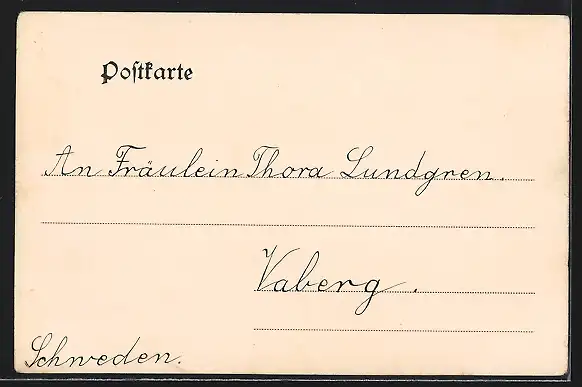 Postkarte
An Fräulein Thora Lundgren.
Vaberg.
Schweden.